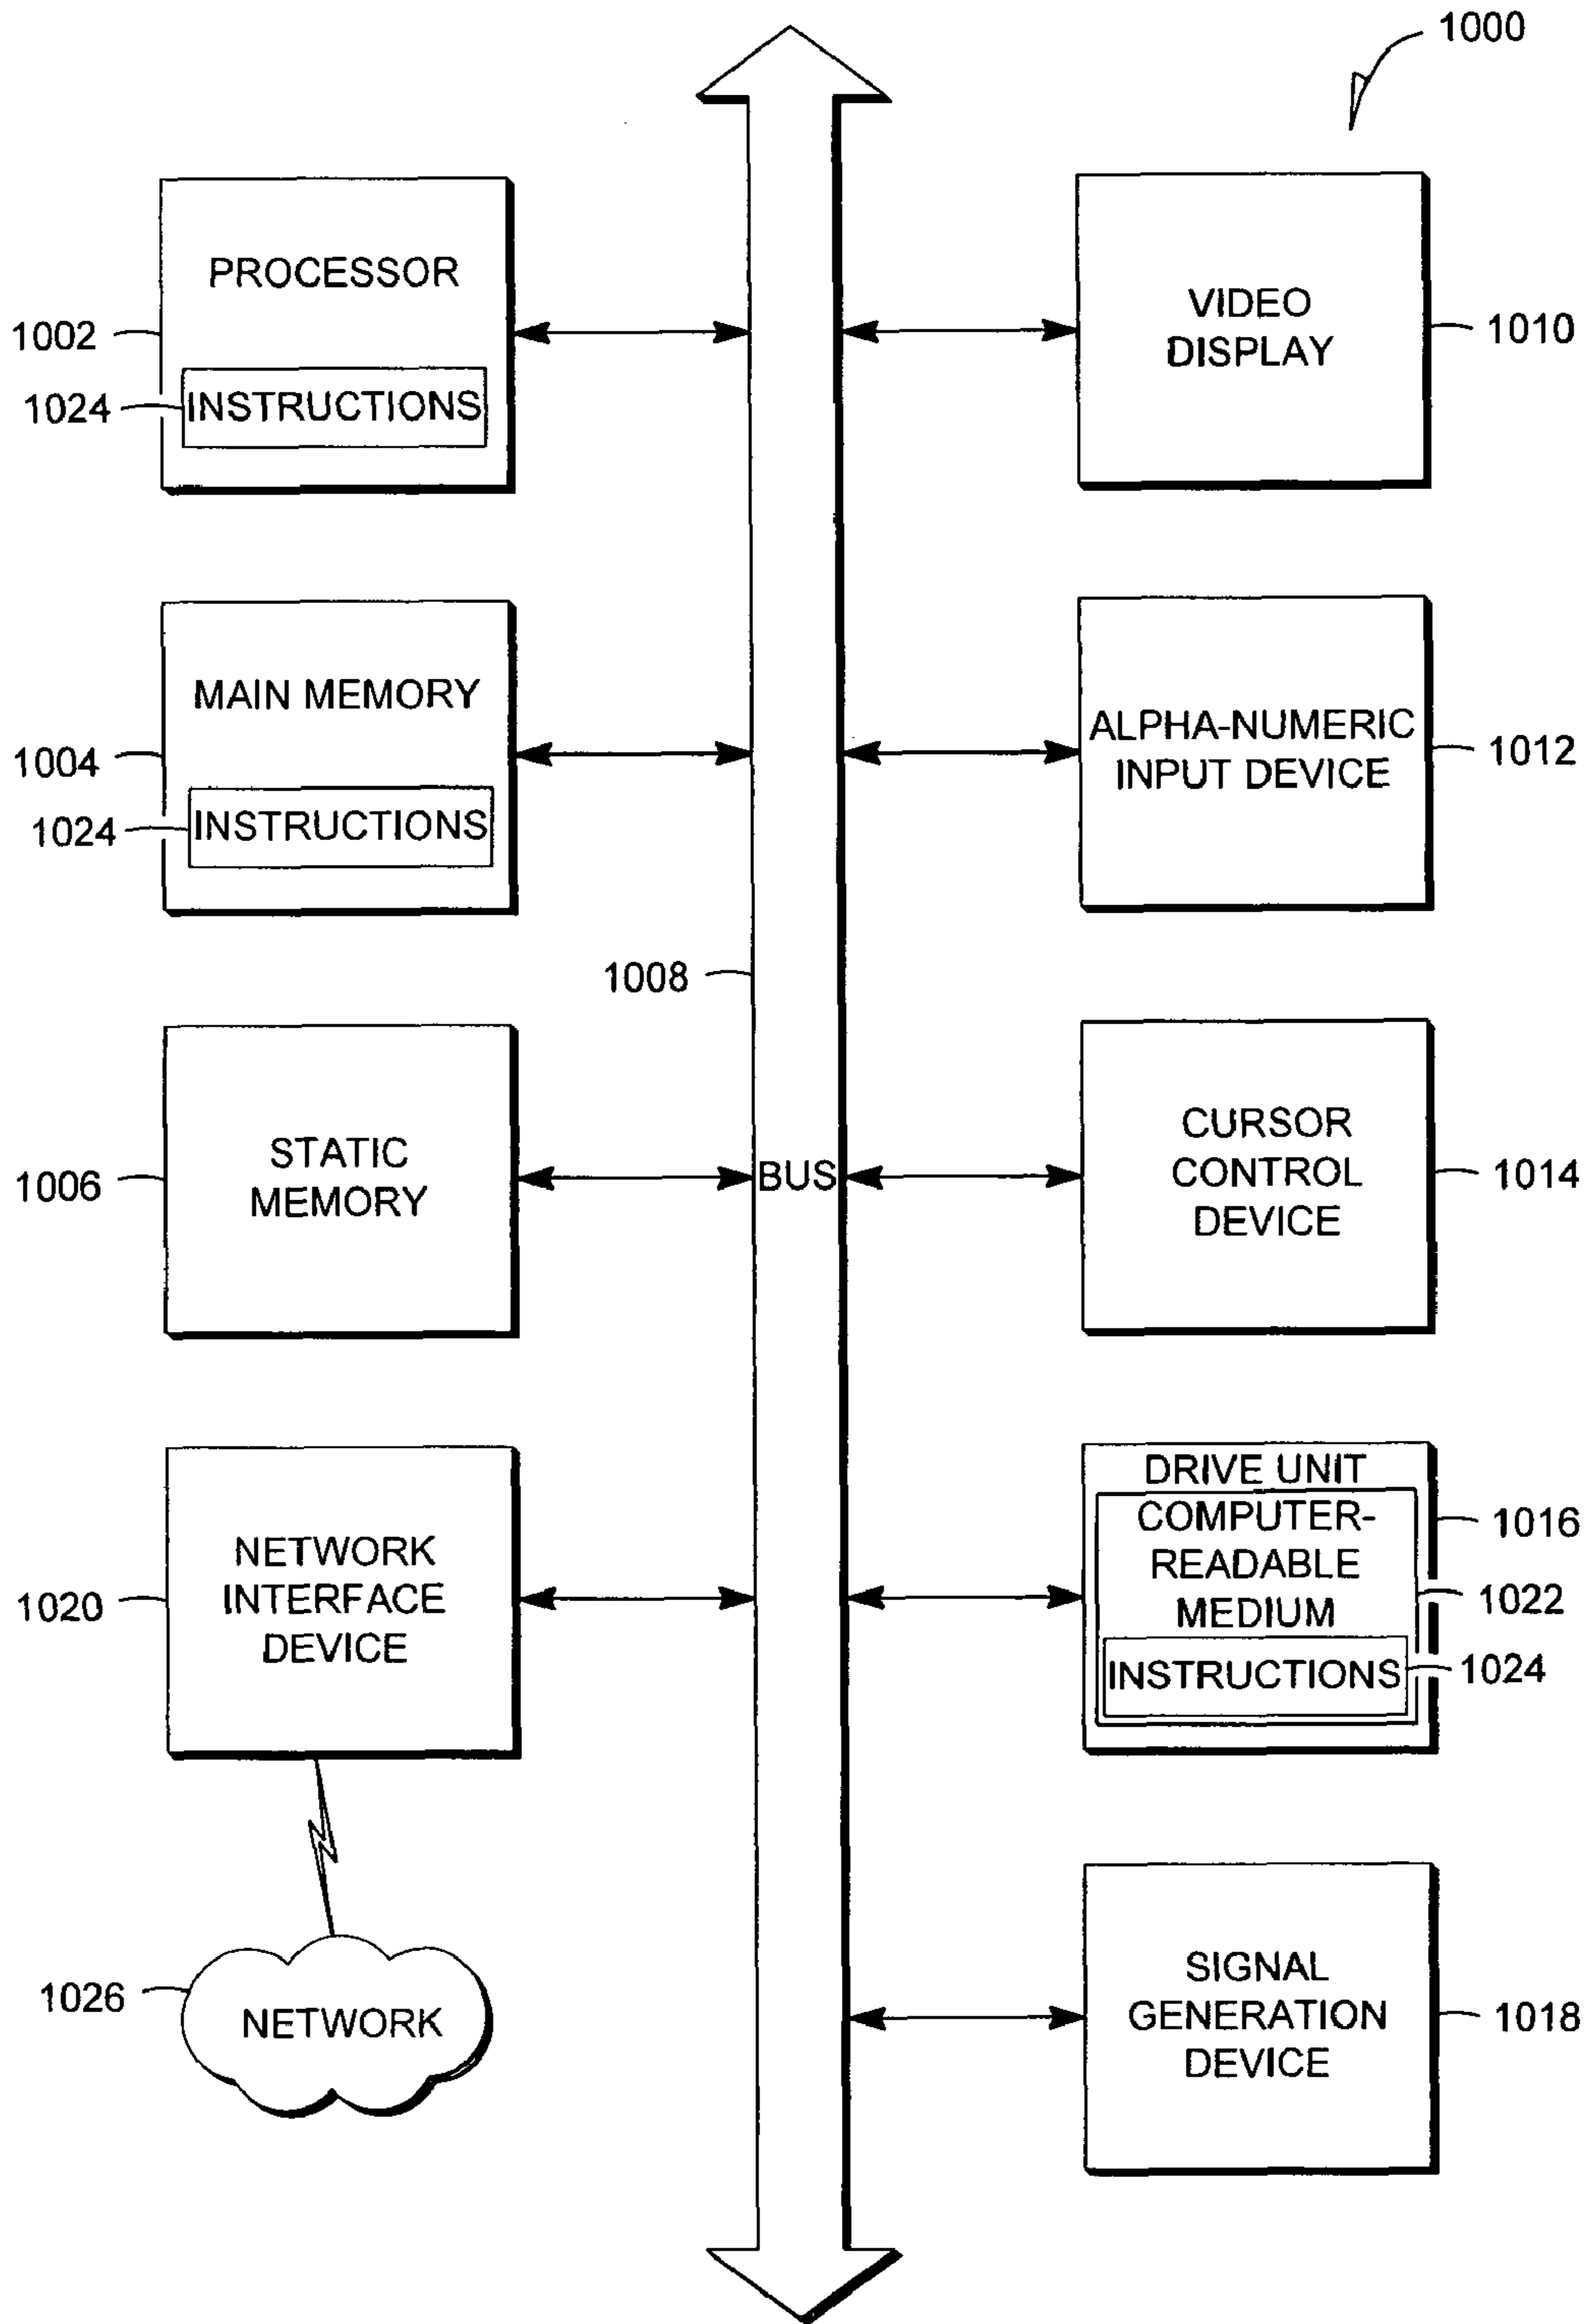 1000
PROCESSOR
1002
1024
INSTRUCTIONS
VIDEO
DISPLAY
1010
MAIN MEMORY
1004
1024
INSTRUCTIONS
ALPHA-NUMERIC
INPUT DEVICE
1012
1008
STATIC
MEMORY
1006
BUS
CURSOR
CONTROL
DEVICE
1014
NETWORK
INTERFACE
DEVICE
1020
DRIVE UNIT
COMPUTER-
READABLE
MEDIUM
INSTRUCTIONS
1016
1022
1024
1026
NETWORK
SIGNAL
GENERATION
DEVICE
1018